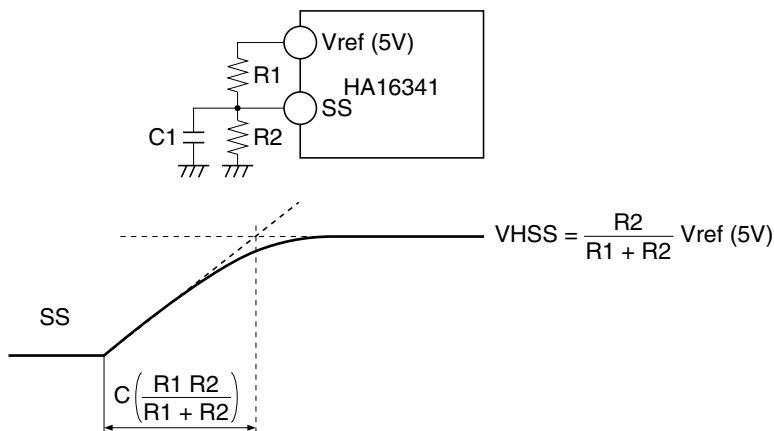 Vref (5V)
R1
HA16341
SS
C1
R2
VHSS = R2 / R1 + R2 Vref (5V)
SS
C ( R1 R2 / R1 + R2 )